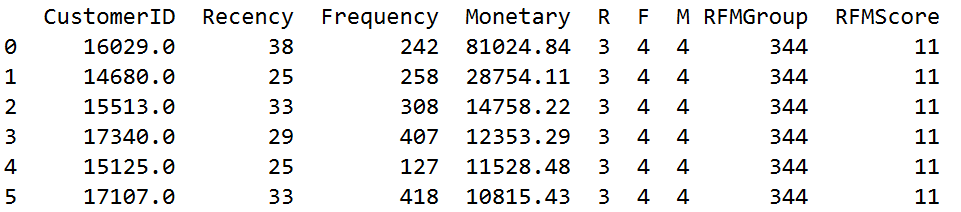 CustomerID Recency Frequency Monetary R F M RFMGroup RFMScore
0 16029.0 38 242 81024.84 3 4 4 344 11
1 14680.0 25 258 28754.11 3 4 4 344 11
2 15513.0 33 308 14758.22 3 4 4 344 11
3 17340.0 29 407 12353.29 3 4 4 344 11
4 15125.0 25 127 11528.48 3 4 4 344 11
5 17107.0 33 418 10815.43 3 4 4 344 11